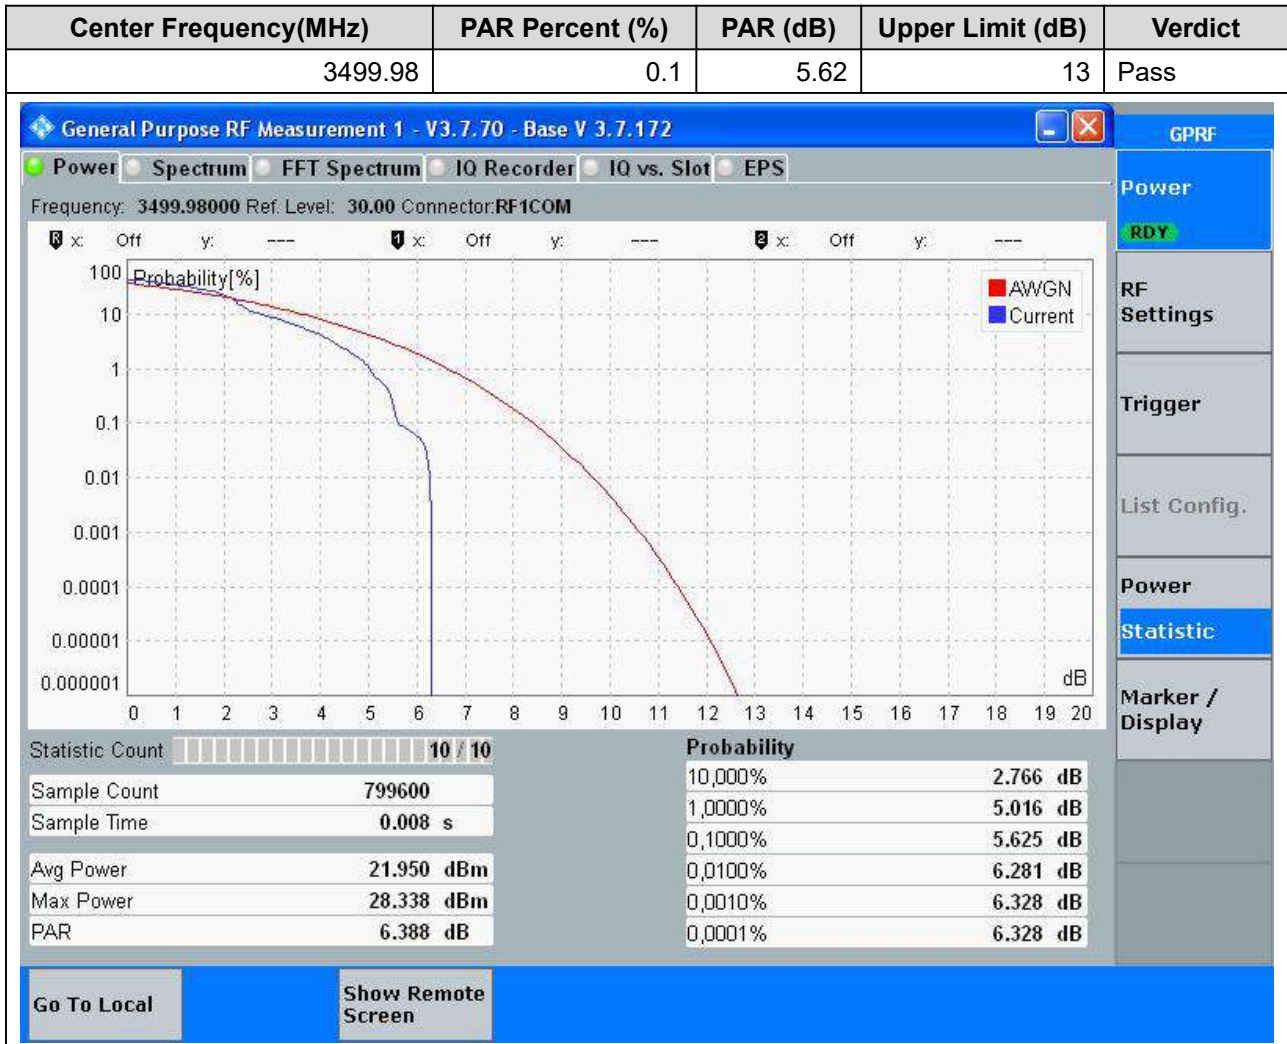 Center Frequency(MHz) PAR Percent (%) PAR (dB) Upper Limit (dB) Verdict
3499.98 0.1 5.62 13 Pass
General Purpose RF Measurement 1 - V3.7.70 - Base V 3.7.172
GPRF
Power Spectrum FFT Spectrum IQ Recorder IQ vs. Slot EPS
Frequency: 3499.98000 Ref. Level: 30.00 Connector:RF1COM
R x: Off y: --- 1 x: Off y: --- 2 x: Off y: ---
Probability[%]
AWGN
Current
100
10
1
0.1
0.01
0.001
0.0001
0.00001
0.000001
dB
0 1 2 3 4 5 6 7 8 9 10 11 12 13 14 15 16 17 18 19 20
Statistic Count 10 / 10
Sample Count 799600
Sample Time 0.008 s
Avg Power 21.950 dBm
Max Power 28.338 dBm
PAR 6.388 dB
Probability
10,000% 2.766 dB
1,0000% 5.016 dB
0,1000% 5.625 dB
0,0100% 6.281 dB
0,0010% 6.328 dB
0,0001% 6.328 dB
Power
RDY
RF
Settings
Trigger
List Config.
Power
Statistic
Marker /
Display
Go To Local
Show Remote
Screen